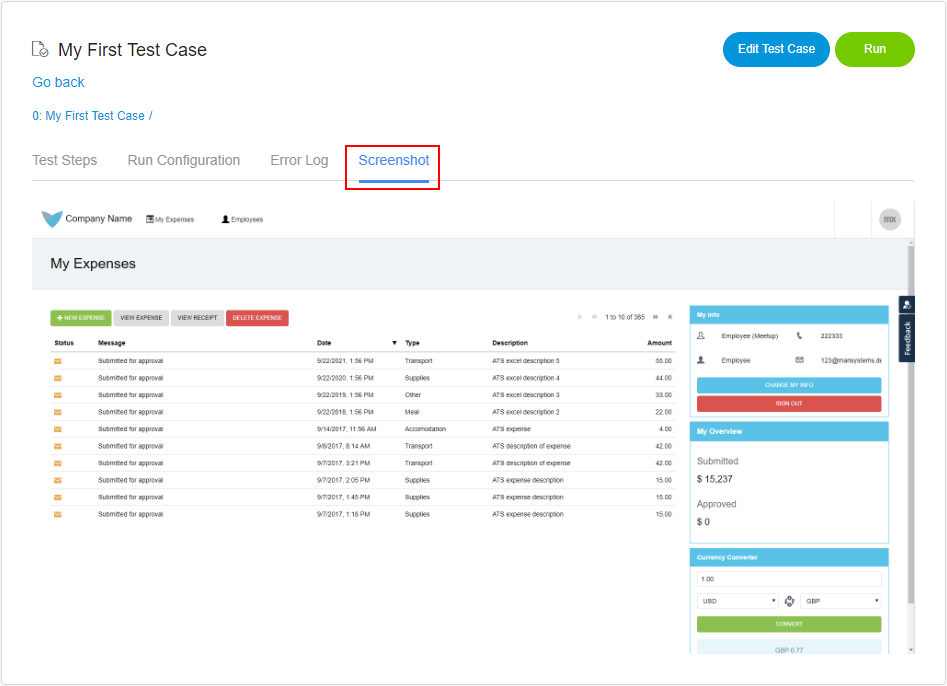 My First Test Case
Edit Test Case
Run
Go back
0: My First Test Case /
Test Steps Run Configuration Error Log Screenshot
Company Name My Expenses Employees mx
My Expenses
+ NEW EXPENSE VIEW EXPENSE VIEW RECEIPT DELETE EXPENSE
1 to 10 of 365
Status Message Date Type Description Amount
Submitted for approval 9/22/2021, 1:56 PM Transport ATS excel description 5 55.00
Submitted for approval 9/22/2020, 1:56 PM Supplies ATS excel description 4 44.00
Submitted for approval 9/22/2019, 1:56 PM Other ATS excel description 3 33.00
Submitted for approval 9/22/2018, 1:56 PM Meal ATS excel description 2 22.00
Submitted for approval 9/14/2017, 11:56 AM Accomodation ATS expense 4.00
Submitted for approval 9/8/2017, 8:14 AM Transport ATS description of expense 42.00
Submitted for approval 9/7/2017, 3:21 PM Transport ATS description of expense 42.00
Submitted for approval 9/7/2017, 2:05 PM Supplies ATS expense description 15.00
Submitted for approval 9/7/2017, 1:45 PM Supplies ATS expense description 15.00
Submitted for approval 9/7/2017, 1:18 PM Supplies ATS expense description 15.00
My Info
Employee (Meetup) 222333
Employee 123@mansystems.de
CHANGE MY INFO
SIGN OUT
My Overview
Submitted
$ 15,237
Approved
$ 0
Currency Converter
1.00
USD GBP
CONVERT
GBP 0.77
Feedback